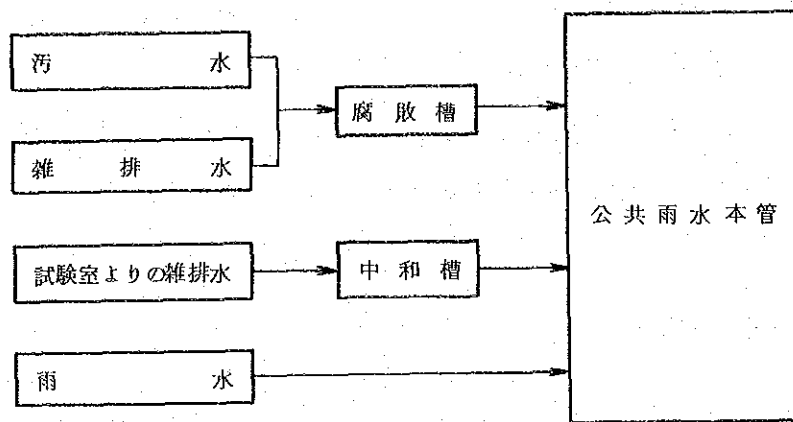 汚水
雑排水
腐敗槽
公共雨水本管
試験室よりの雑排水
中和槽
雨水